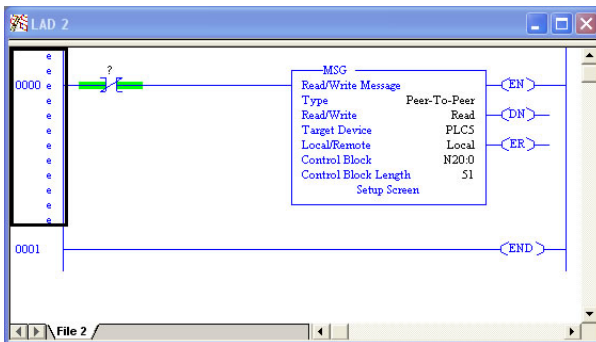 LAD 2
e
e
?
0000 e
e
e
e
e
e
e
e
e
e
MSG
Read/Write Message
Type Peer-To-Peer
Read/Write Read
Target Device PLC5
Local/Remote Local
Control Block N20:0
Control Block Length 51
Setup Screen
EN
DN
ER
0001
END
File 2